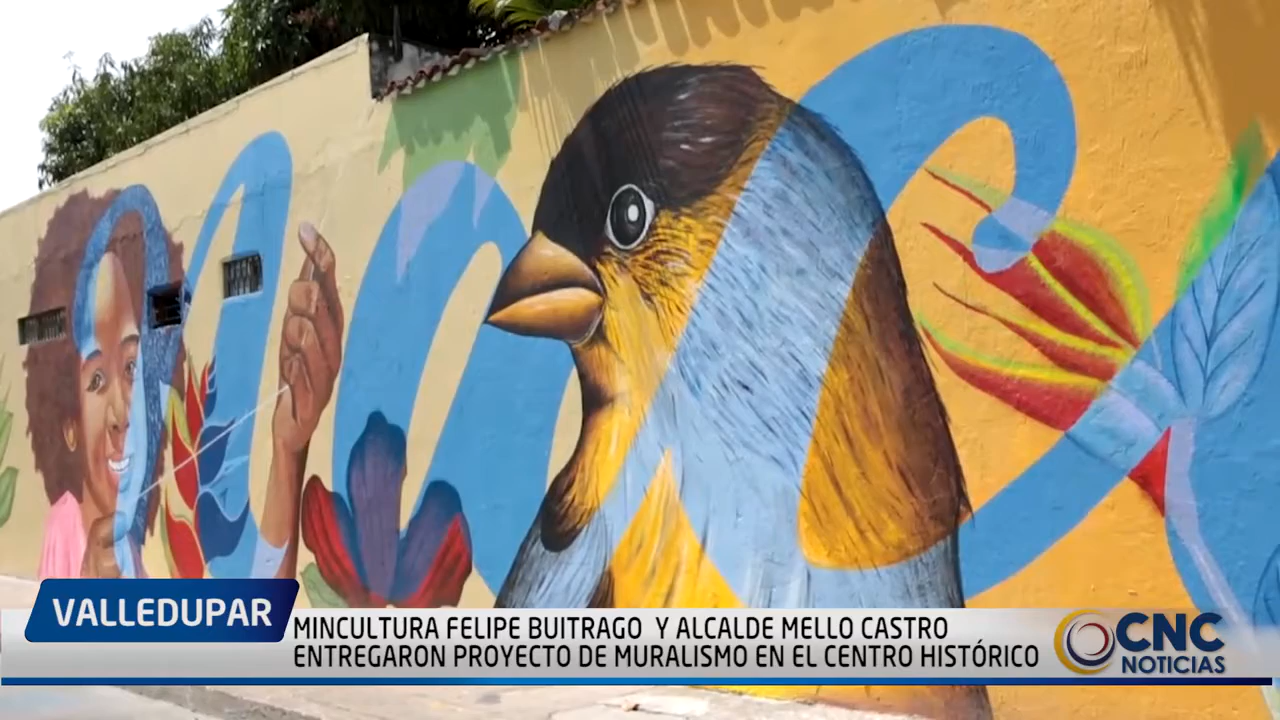 VALLEDUPAR
MINCULTURA FELIPE BUITRAGO Y ALCALDE MELLO CASTRO
ENTREGARON PROYECTO DE MURALISMO EN EL CENTRO HISTÓRICO
CNC
NOTICIAS